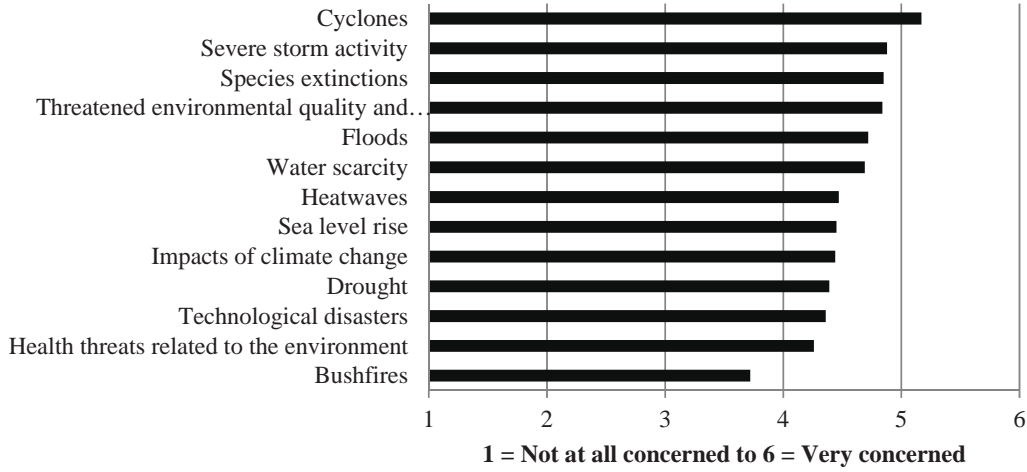 Cyclones
Severe storm activity
Species extinctions
Threatened environmental quality and…
Floods
Water scarcity
Heatwaves
Sea level rise
Impacts of climate change
Drought
Technological disasters
Health threats related to the environment
Bushfires
1 2 3 4 5 6
1 = Not at all concerned to 6 = Very concerned